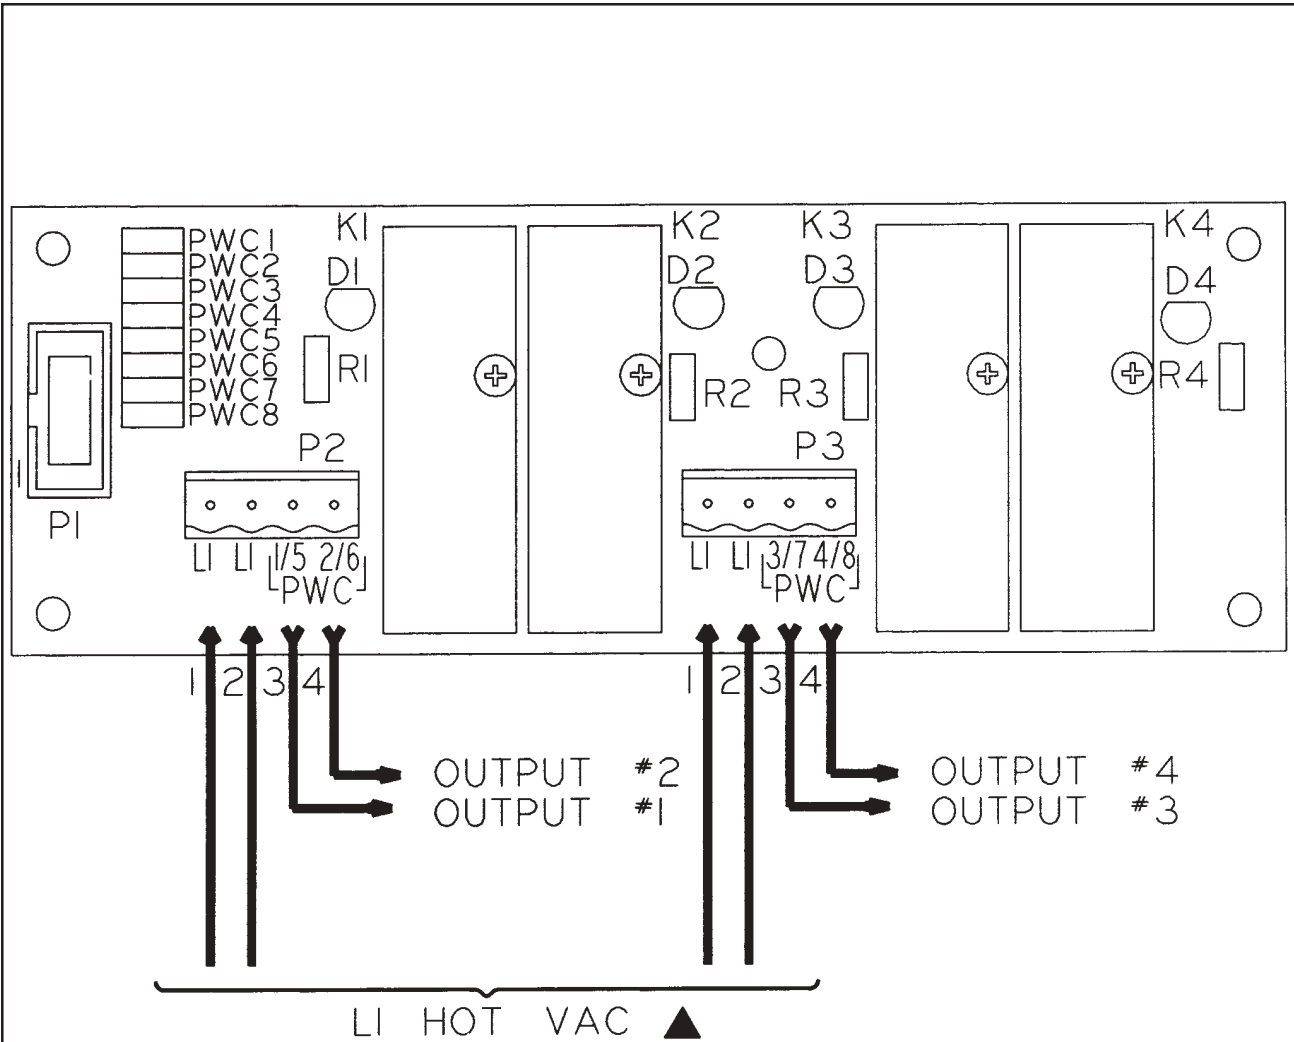 K1 K2 K3 K4
PWC1
PWC2
PWC3
PWC4
PWC5
PWC6
PWC7
PWC8
D1 D2 D3 D4
R1 R2 R3 R4
P2 P3
P1
L1 L1 1/5 2/6 L1 L1 3/7 4/8
PWC PWC
1 2 3 4 1 2 3 4
OUTPUT #2 OUTPUT #4
OUTPUT #1 OUTPUT #3
L1 HOT VAC ▲